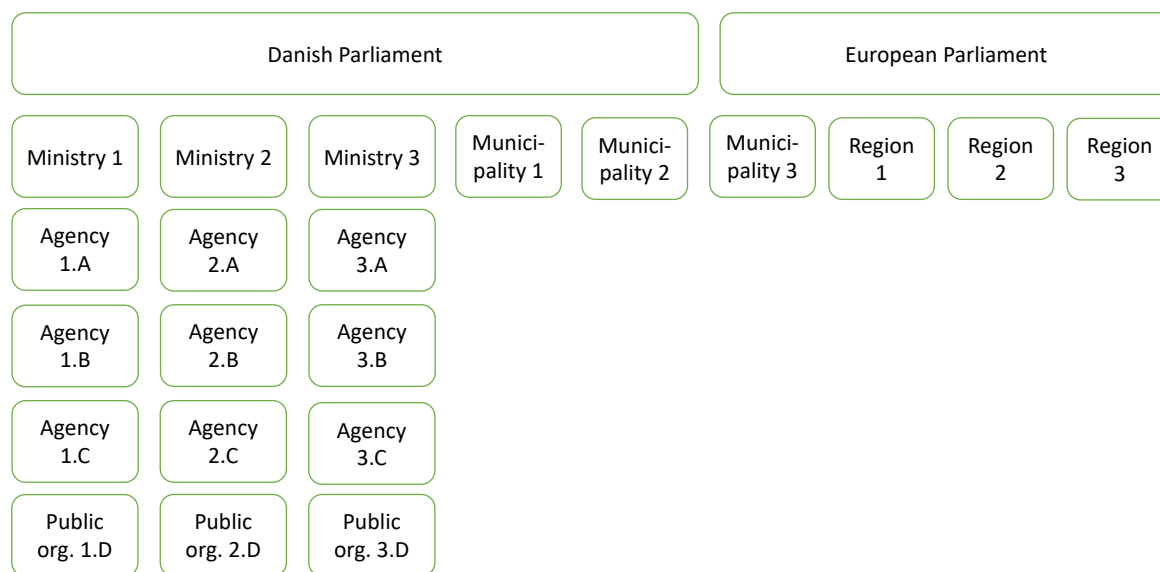 Danish Parliament
European Parliament
Ministry 1
Ministry 2
Ministry 3
Munici-
pality 1
Munici-
pality 2
Munici-
pality 3
Region
1
Region
2
Region
3
Agency
1.A
Agency
2.A
Agency
3.A
Agency
1.B
Agency
2.B
Agency
3.B
Agency
1.C
Agency
2.C
Agency
3.C
Public
org. 1.D
Public
org. 2.D
Public
org. 3.D